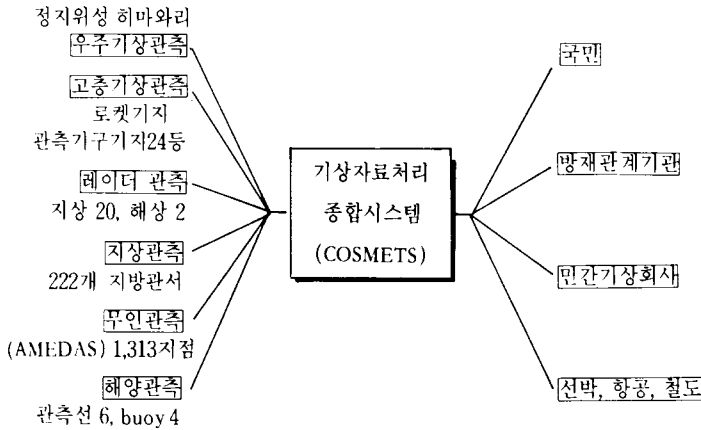 정지위성 히마와리
우주기상관측
고층기상관측
로켓기지
관측기구기지24등
레이더 관측
지상 20, 해상 2
지상관측
222개 지방관서
무인관측
(AMEDAS) 1,313지점
해양관측
관측선 6, buoy 4
기상자료처리
종합시스템
(COSMETS)
국민
방재관계기관
민간기상회사
선박, 항공, 철도